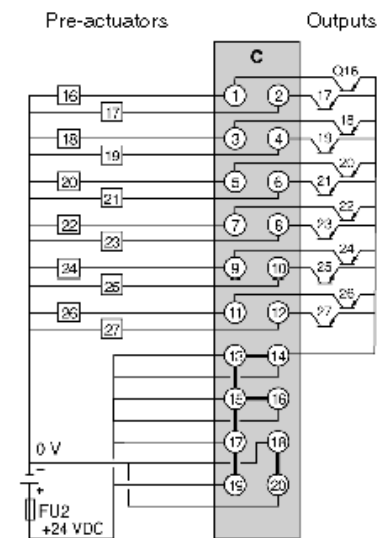 Pre-actuators Outputs
C
Q16
16 1 2 17
17
18
18 3 4 19
19
20
20 5 6 21
21
22
22 7 8 23
23
24
24 9 10 25
25
26
26 11 12 27
27
13 14
15 16
0 V 17 18
−
+ 19 20
FU2
+24 VDC